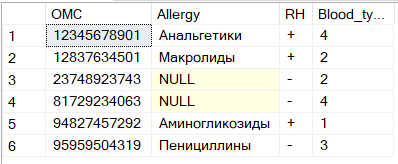 OMC Allergy RH Blood_ty...
1 12345678901 Анальгетики + 4
2 12837634501 Макролиды + 2
3 23748923743 NULL - 2
4 81729234063 NULL - 4
5 94827457292 Аминогликозиды + 1
6 95959504319 Пенициллины - 3